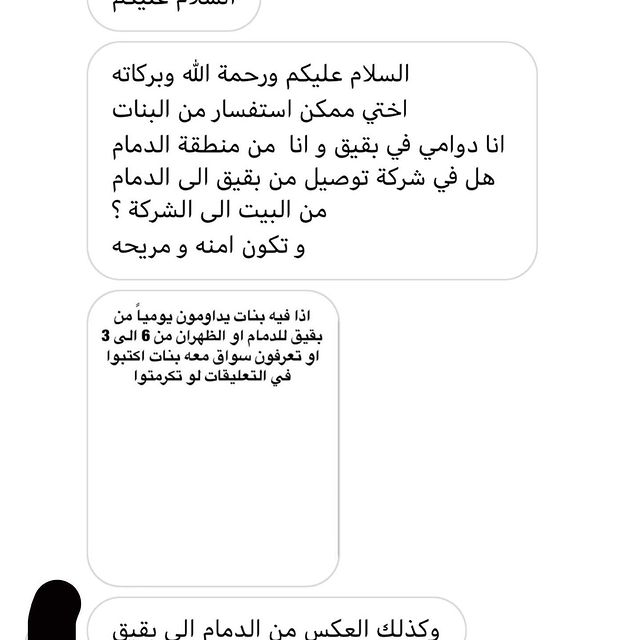 السلام عليكم
السلام عليكم ورحمة الله وبركاته
اختي ممكن استفسار من البنات
انا دوامي في بقيق و انا من منطقة الدمام
هل في شركة توصيل من بقيق الى الدمام
من البيت الى الشركة ؟
و تكون امنه و مريحه
اذا فيه بنات يداومون يومياً من
بقيق للدمام او الظهران من 6 الى 3
او تعرفون سواق معه بنات اكتبوا
في التعليقات لو تكرمتوا
وكذلك العكس من الدمام الى بقيق